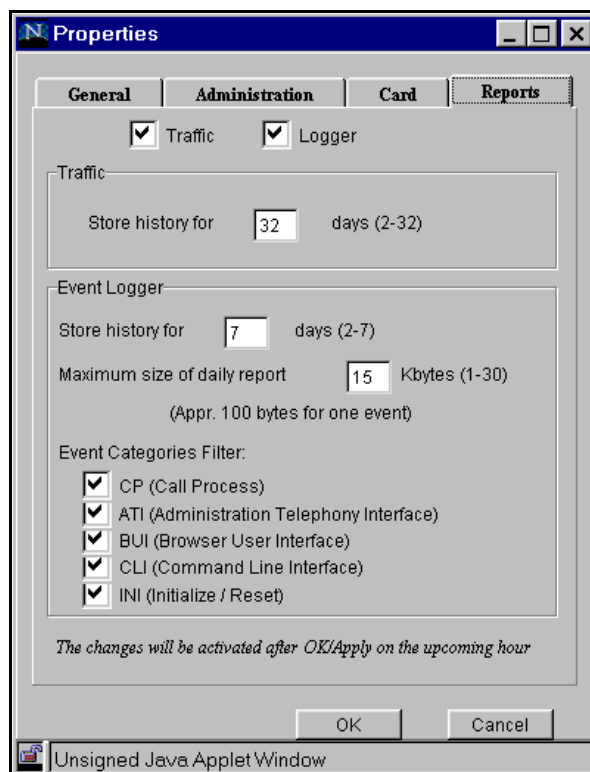 Properties
General Administration Card Reports
Traffic Logger
Traffic
Store history for 32 days (2-32)
Event Logger
Store history for 7 days (2-7)
Maximum size of daily report 15 Kbytes (1-30)
(Appr. 100 bytes for one event)
Event Categories Filter:
CP (Call Process)
ATI (Administration Telephony Interface)
BUI (Browser User Interface)
CLI (Command Line Interface)
INI (Initialize / Reset)
The changes will be activated after OK/Apply on the upcoming hour
OK Cancel
Unsigned Java Applet Window